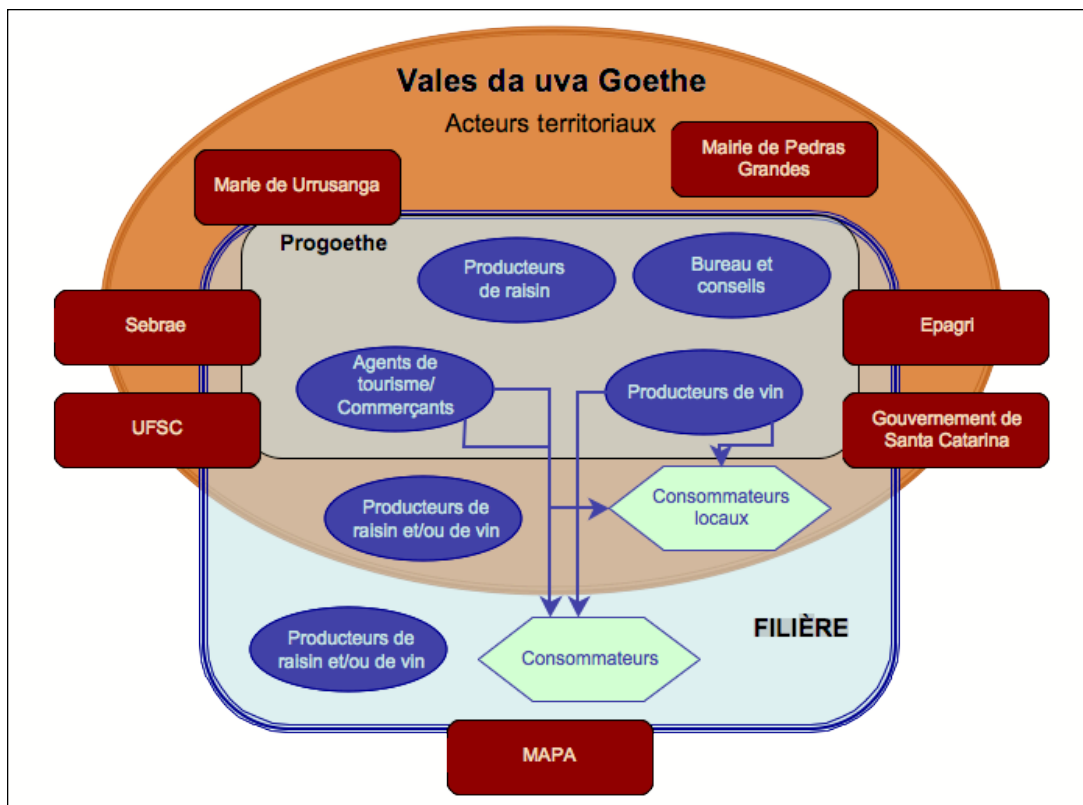 Vales da uva Goethe
Acteurs territoriaux
Mairie de Pedras
Grandes
Marie de Urrusanga
Progoethe
Producteurs
de raisin
Bureau et
conseils
Sebrae
Epagri
Agents de
tourisme/
Commerçants
Producteurs de vin
UFSC
Gouvernement de
Santa Catarina
Consommateurs
locaux
Producteurs de
raisin et/ou de vin
FILIÈRE
Producteurs de
raisin et/ou de vin
Consommateurs
MAPA